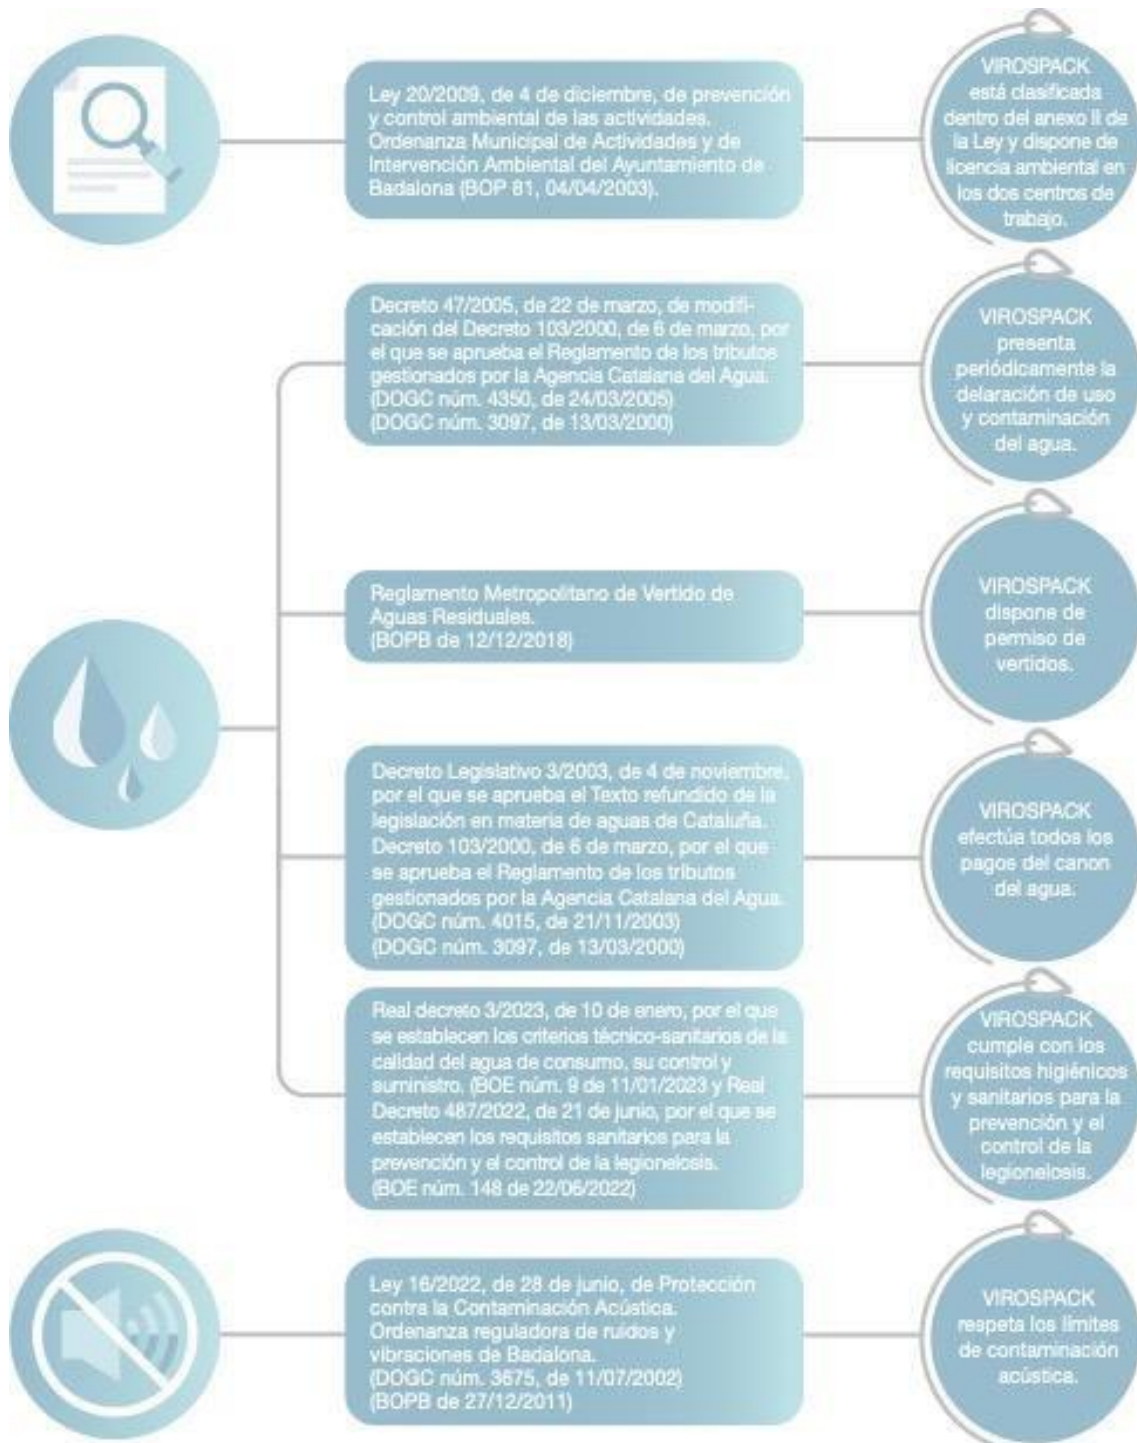 Ley 20/2009, de 4 de diciembre, de prevención
y control ambiental de las actividades.
Ordenanza Municipal de Actividades y de
Intervención Ambiental del Ayuntamiento de
Badalona (BOP 81, 04/04/2003).
VIROSPACK
está clasificada
dentro del anexo II de
la Ley y dispone de
licencia ambiental en
los dos centros de
trabajo.
Decreto 47/2005, de 22 de marzo, de modifi-
cación del Decreto 103/2000, de 6 de marzo, por
el que se aprueba el Reglamento de los tributos
gestionados por la Agencia Catalana del Agua.
(DOGC núm. 4350, de 24/03/2005)
(DOGC núm. 3097, de 13/03/2000)
VIROSPACK
presenta
periódicamente la
delaración de uso
y contaminación
del agua.
Reglamento Metropolitano de Vertido de
Aguas Residuales.
(BOPB de 12/12/2018)
VIROSPACK
dispone de
permiso de
vertidos.
Decreto Legislativo 3/2003, de 4 de noviembre,
por el que se aprueba el Texto refundido de la
legislación en materia de aguas de Cataluña.
Decreto 103/2000, de 6 de marzo, por el que
se aprueba el Reglamento de los tributos
gestionados por la Agencia Catalana del Agua.
(DOGC núm. 4015, de 21/11/2003)
(DOGC núm. 3097, de 13/03/2000)
VIROSPACK
efectúa todos los
pagos del canon
del agua.
Real decreto 3/2023, de 10 de enero, por el que
se establecen los criterios técnico-sanitarios de la
calidad del agua de consumo, su control y
suministro. (BOE núm. 9 de 11/01/2023 y Real
Decreto 487/2022, de 21 de junio, por el que se
establecen los requisitos sanitarios para la
prevención y el control de la legionelosis.
(BOE núm. 148 de 22/06/2022)
VIROSPACK
cumple con los
requisitos higiénicos
y sanitarios para la
prevención y el
control de la
legionelosis.
Ley 16/2022, de 28 de junio, de Protección
contra la Contaminación Acústica.
Ordenanza reguladora de ruidos y
vibraciones de Badalona.
(DOGC núm. 3675, de 11/07/2002)
(BOPB de 27/12/2011)
VIROSPACK
respeta los límites
de contaminación
acústica.